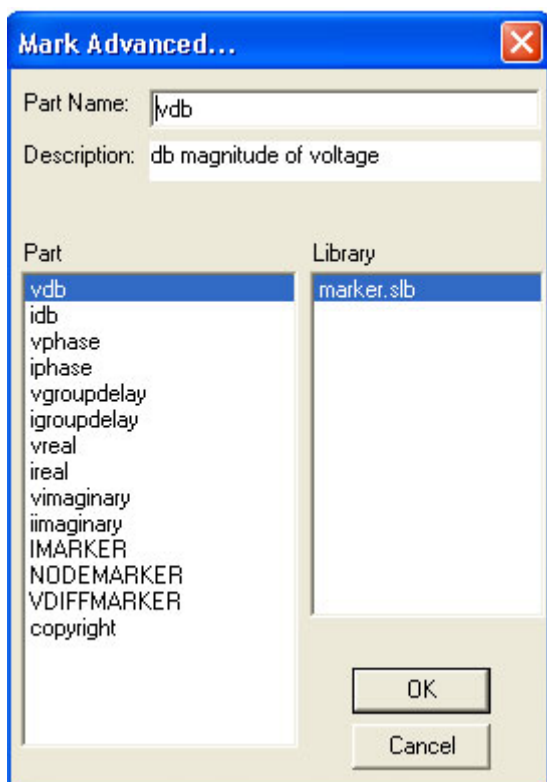 Mark Advanced...
Part Name: vdb
Description: db magnitude of voltage
Part
Library
vdb
marker.slb
idb
vphase
iphase
vgroupdelay
igroupdelay
vreal
ireal
vimaginary
iimaginary
IMARKER
NODEMARKER
VDIFFMARKER
copyright
OK
Cancel